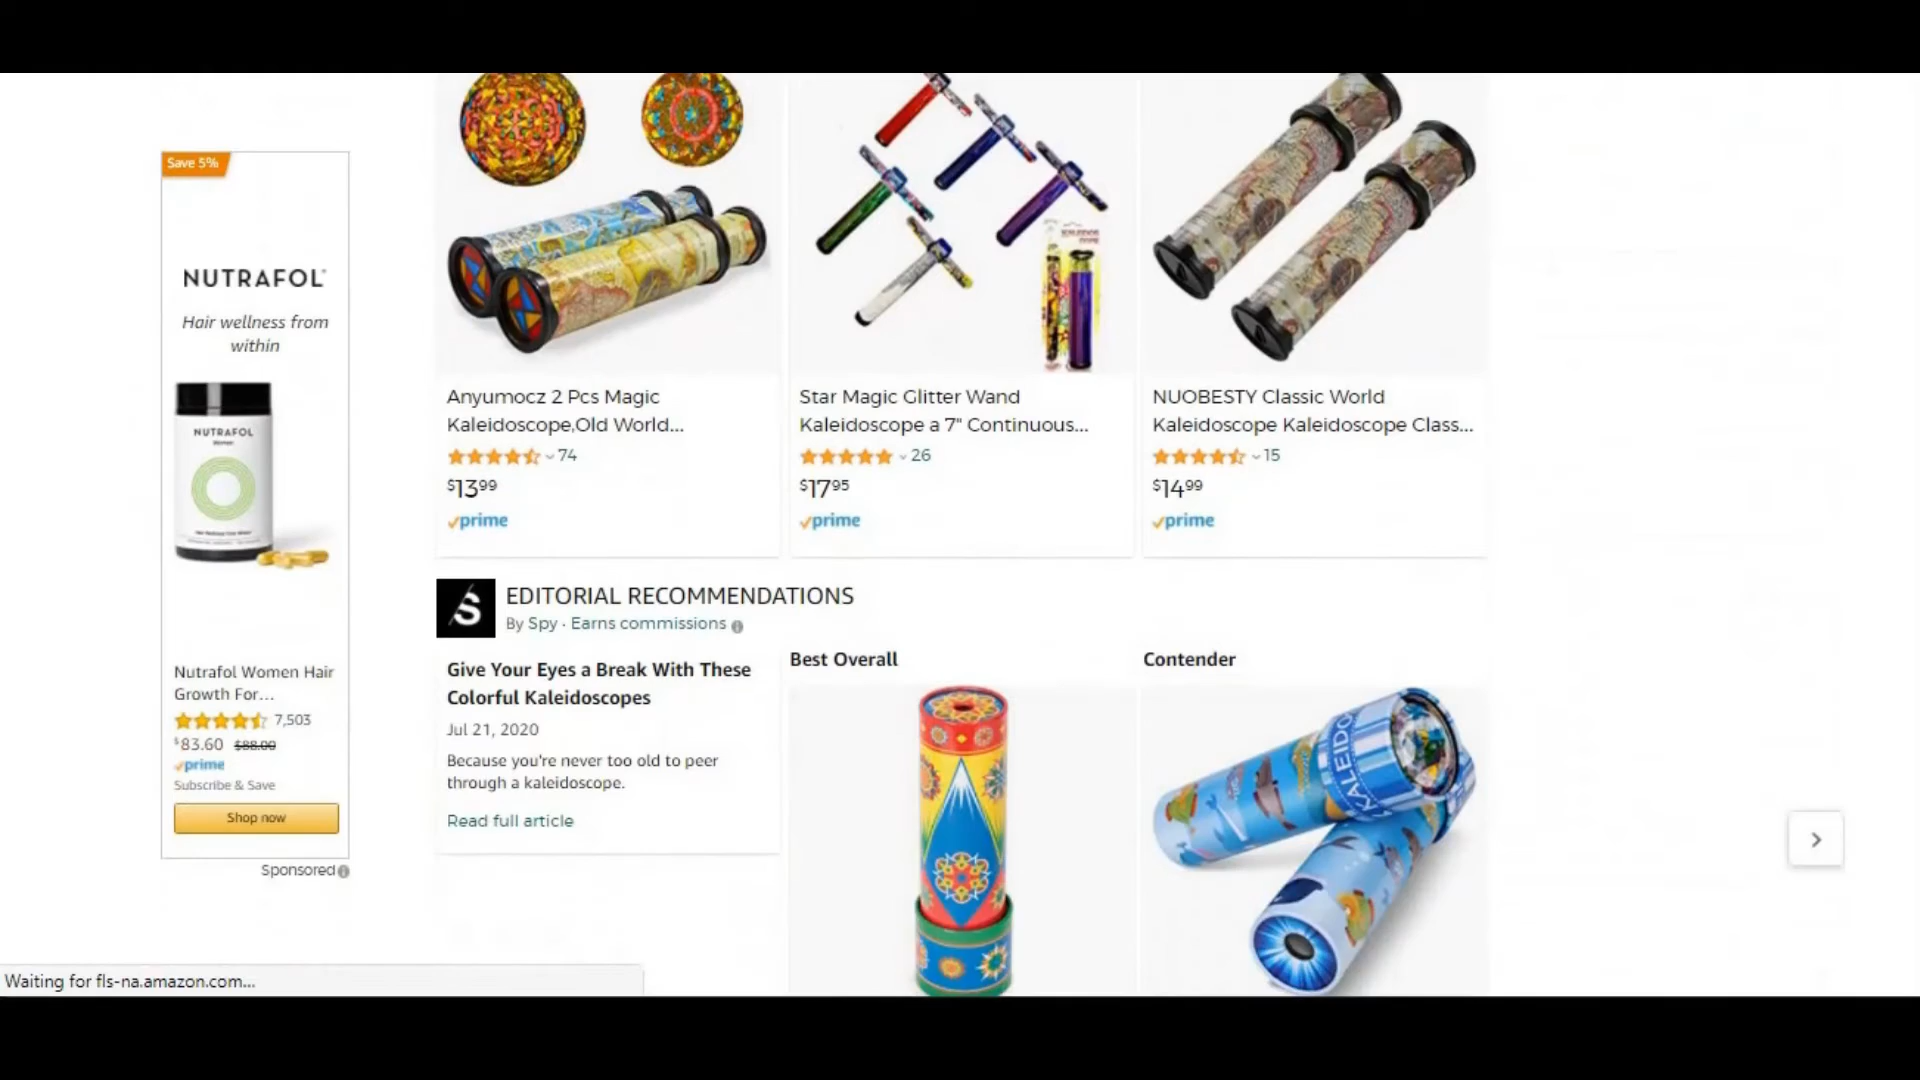 Save 5%
NUTRAFOL
Hair wellness from
within
NUTRAFOL
Women
Nutrafol Women Hair
Growth For...
7,503
$83.60 $88.00
prime
Subscribe & Save
Shop now
Sponsored
Anyumocz 2 Pcs Magic
Kaleidoscope,Old World...
74
$13.99
prime
Star Magic Glitter Wand
Kaleidoscope a 7" Continuous...
26
$17.95
prime
NUOBESTY Classic World
Kaleidoscope Kaleidoscope Class...
15
$14.99
prime
S
EDITORIAL RECOMMENDATIONS
By Spy · Earns commissions
Give Your Eyes a Break With These
Colorful Kaleidoscopes
Jul 21, 2020
Because you're never too old to peer
through a kaleidoscope.
Read full article
Best Overall
Contender
KALEIDO
Waiting for fls-na.amazon.com...